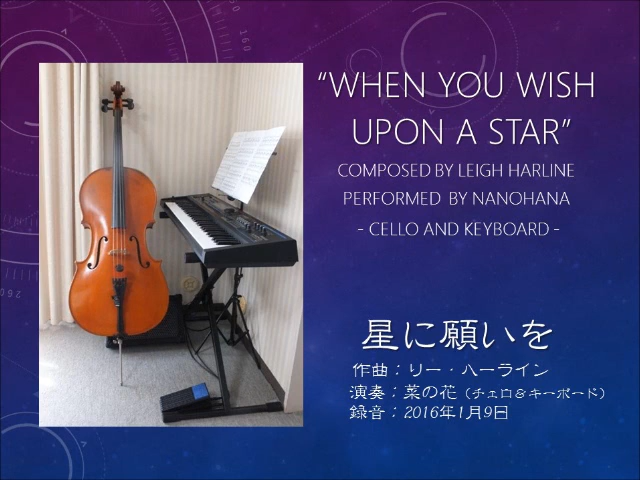 “WHEN YOU WISH
UPON A STAR”
COMPOSED BY LEIGH HARLINE
PERFORMED BY NANOHANA
- CELLO AND KEYBOARD -
星に願いを
作曲：リー・ハーライン
演奏：菜の花（チェロ＆キーボード）
録音：2016年1月9日
160
260